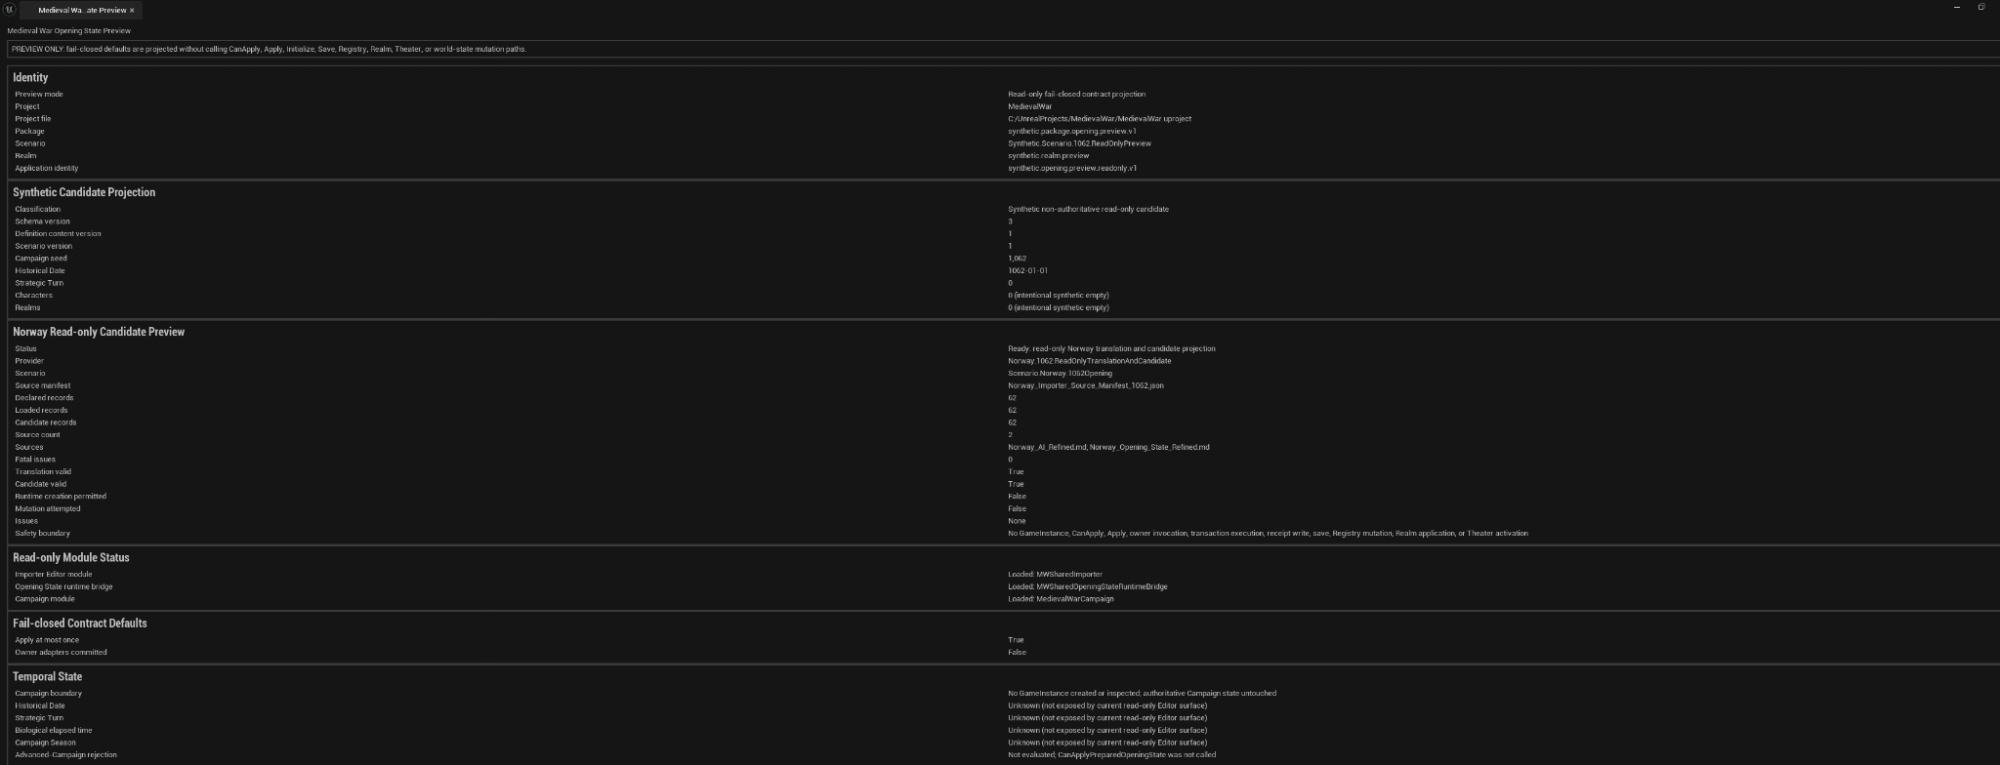 Medieval Wa...ate Preview ×
Medieval War Opening State Preview
PREVIEW ONLY: fail-closed defaults are projected without calling CanApply, Apply, Initialize, Save, Registry, Realm, Theater, or world-state mutation paths.
Identity
Preview mode Read-only fail-closed contract projection
Project MedievalWar
Project file C:/UnrealProjects/MedievalWar/MedievalWar.uproject
Package synthetic.package.opening.preview.v1
Scenario Synthetic.Scenario.1062.ReadOnlyPreview
Realm synthetic.realm.preview
Application identity synthetic.opening.preview.readonly.v1
Synthetic Candidate Projection
Classification Synthetic non-authoritative read-only candidate
Schema version 3
Definition content version 1
Scenario version 1
Campaign seed 1,062
Historical Date 1062-01-01
Strategic Turn 0
Characters 0 (intentional synthetic empty)
Realms 0 (intentional synthetic empty)
Norway Read-only Candidate Preview
Status Ready: read-only Norway translation and candidate projection
Provider Norway.1062.ReadOnlyTranslationAndCandidate
Scenario Scenario.Norway.1062Opening
Source manifest Norway_Importer_Source_Manifest_1062.json
Declared records 62
Loaded records 62
Candidate records 62
Source count 2
Sources Norway_AI_Refined.md; Norway_Opening_State_Refined.md
Fatal issues 0
Translation valid True
Candidate valid True
Runtime creation permitted False
Mutation attempted False
Issues None
Safety boundary No GameInstance, CanApply, Apply, owner invocation, transaction execution, receipt write, save, Registry mutation, Realm application, or Theater activation
Read-only Module Status
Importer Editor module Loaded: MWSharedImporter
Opening State runtime bridge Loaded: MWSharedOpeningStateRuntimeBridge
Campaign module Loaded: MedievalWarCampaign
Fail-closed Contract Defaults
Apply at most once True
Owner adapters committed False
Temporal State
Campaign boundary No GameInstance created or inspected; authoritative Campaign state untouched
Historical Date Unknown (not exposed by current read-only Editor surface)
Strategic Turn Unknown (not exposed by current read-only Editor surface)
Biological elapsed time Unknown (not exposed by current read-only Editor surface)
Campaign Season Unknown (not exposed by current read-only Editor surface)
Advanced-Campaign rejection Not evaluated; CanApplyPreparedOpeningState was not called